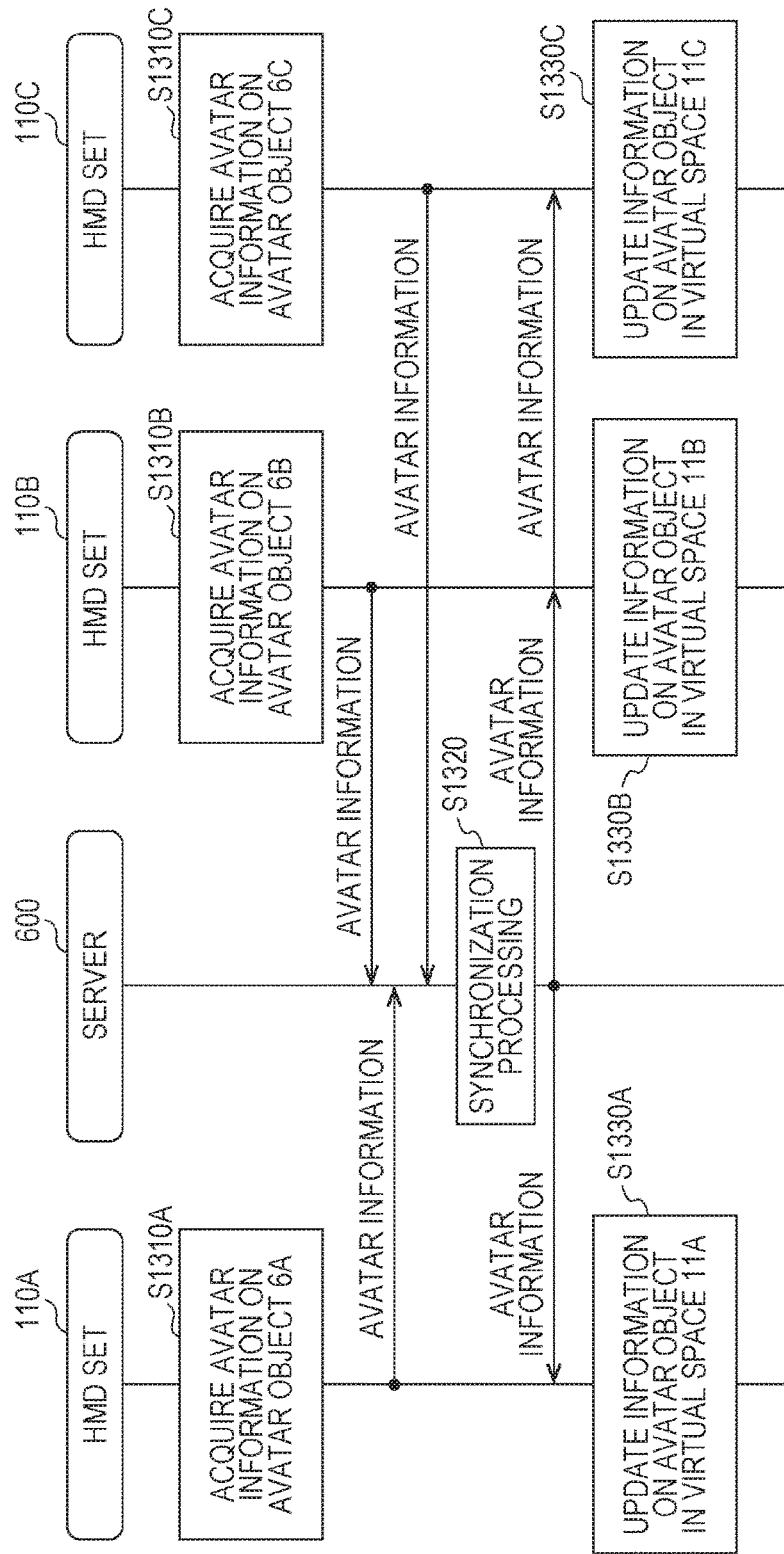 110A
HMD SET
600
SERVER
110B
HMD SET
110C
HMD SET
S1310A
ACQUIRE AVATAR
INFORMATION ON
AVATAR OBJECT 6A
S1310B
ACQUIRE AVATAR
INFORMATION ON
AVATAR OBJECT 6B
S1310C
ACQUIRE AVATAR
INFORMATION ON
AVATAR OBJECT 6C
AVATAR INFORMATION
AVATAR INFORMATION
AVATAR INFORMATION
S1320
SYNCHRONIZATION
PROCESSING
AVATAR
INFORMATION
AVATAR
INFORMATION
AVATAR INFORMATION
S1330A
UPDATE INFORMATION
ON AVATAR OBJECT
IN VIRTUAL SPACE 11A
S1330B
UPDATE INFORMATION
ON AVATAR OBJECT
IN VIRTUAL SPACE 11B
S1330C
UPDATE INFORMATION
ON AVATAR OBJECT
IN VIRTUAL SPACE 11C